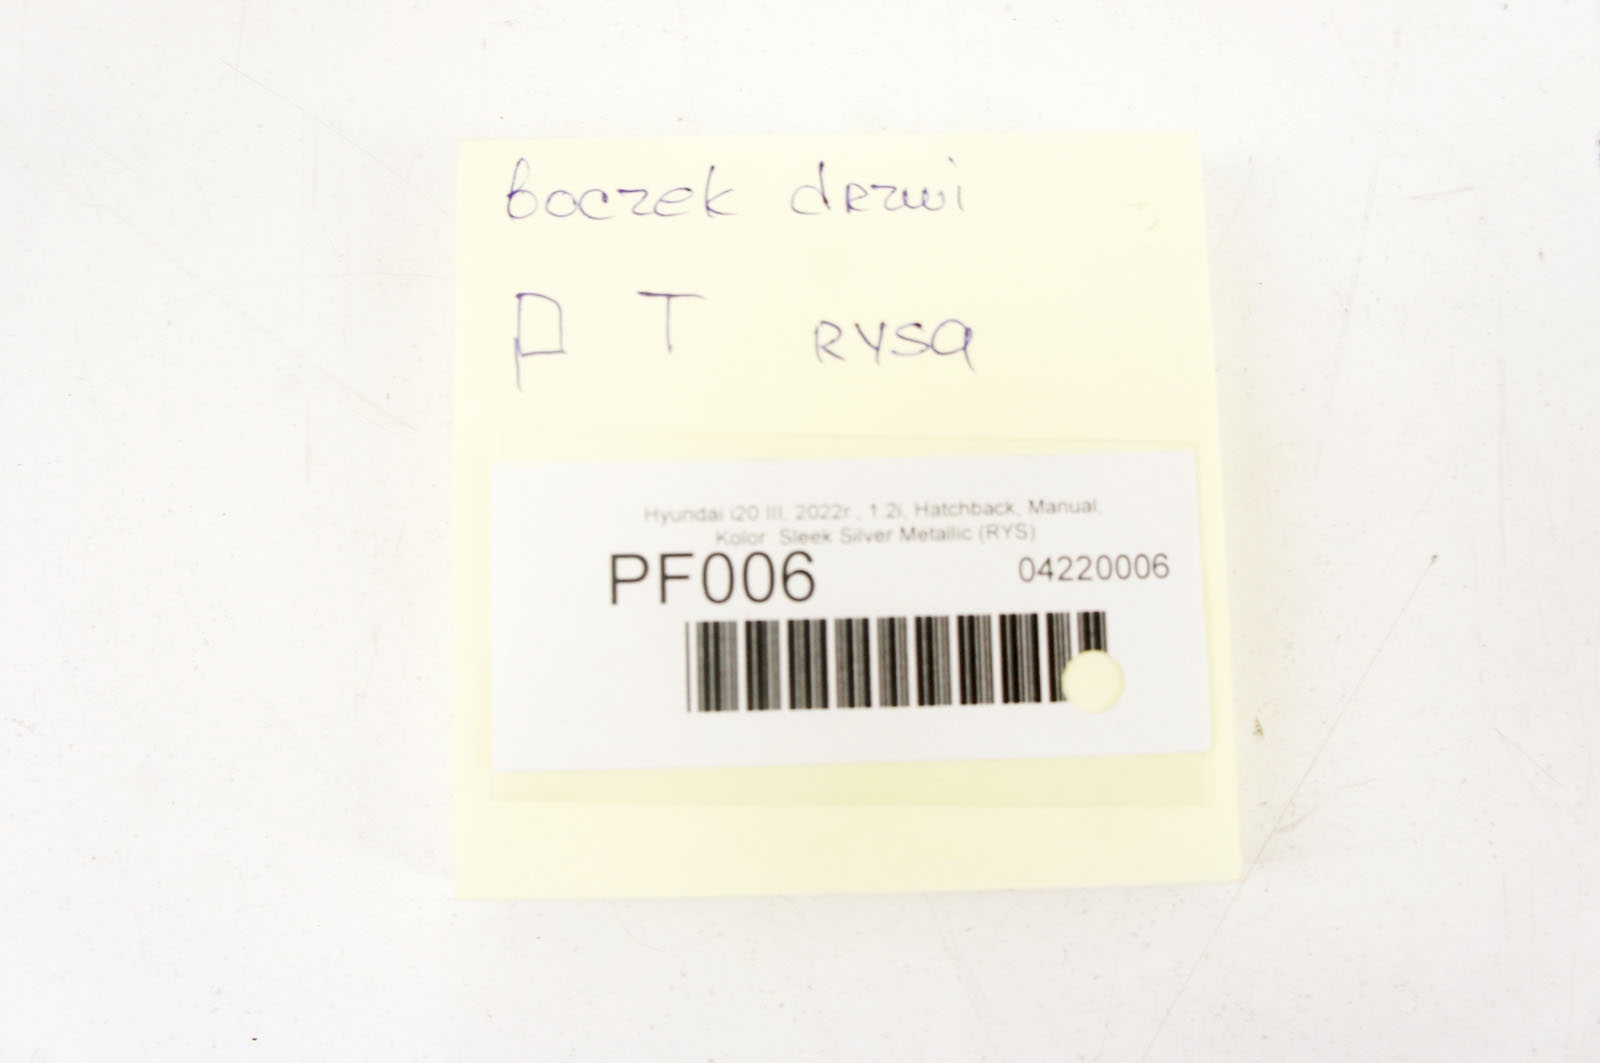 boczek drzwi
P T RYSA
Hyundai i20 III, 2022r., 1.2i, Hatchback, Manual,
Kolor: Sleek Silver Metallic (RYS)
PF006 04220006